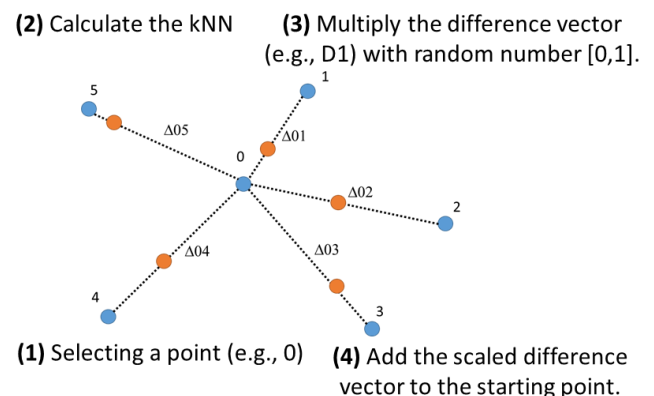 (2) Calculate the kNN
(3) Multiply the difference vector
(e.g., D1) with random number [0,1].
1
5
Δ05
Δ01
0
Δ02
2
Δ04
Δ03
4
3
(1) Selecting a point (e.g., 0)
(4) Add the scaled difference
vector to the starting point.